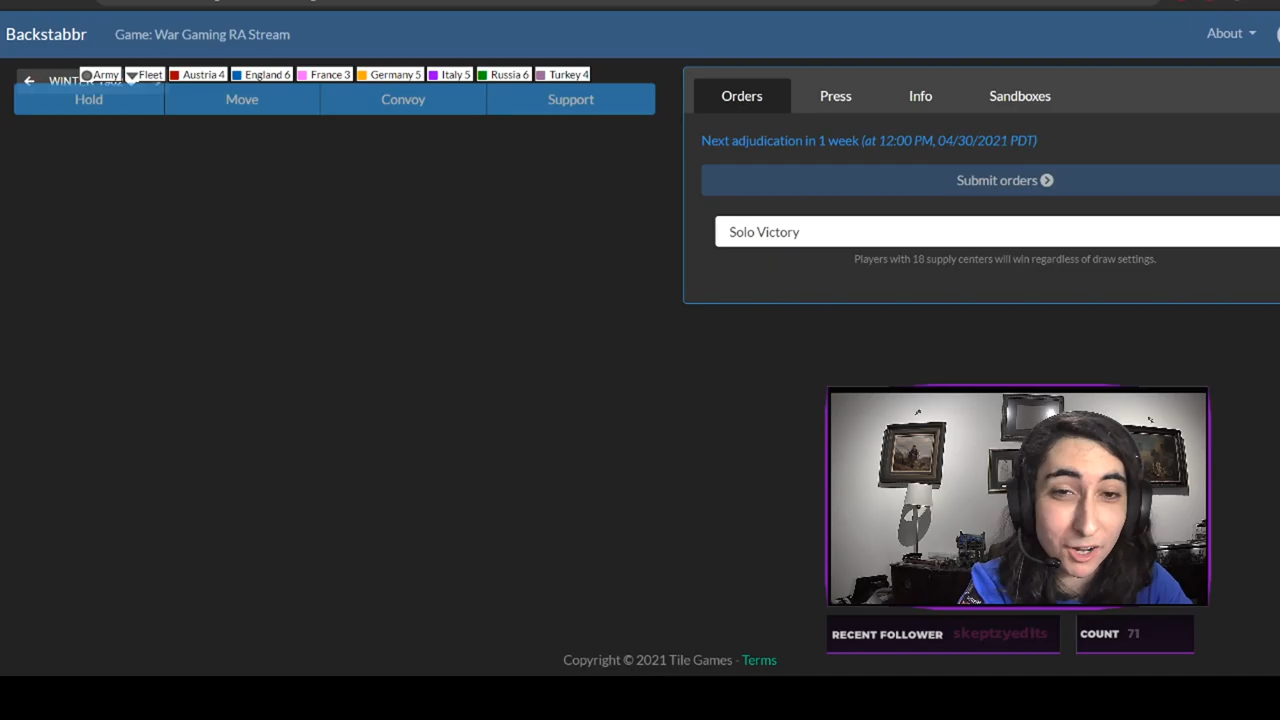 Backstabbr
Game: War Gaming RA Stream
About
WINTER
Army Fleet Austria 4 England 6 France 3 Germany 5 Italy 5 Russia 6 Turkey 4
Hold Move Convoy Support
Orders Press Info Sandboxes
Next adjudication in 1 week (at 12:00 PM, 04/30/2021 PDT)
Submit orders
Solo Victory
Players with 18 supply centers will win regardless of draw settings.
RECENT FOLLOWER skeptzyedits
COUNT 71
Copyright © 2021 Tile Games - Terms